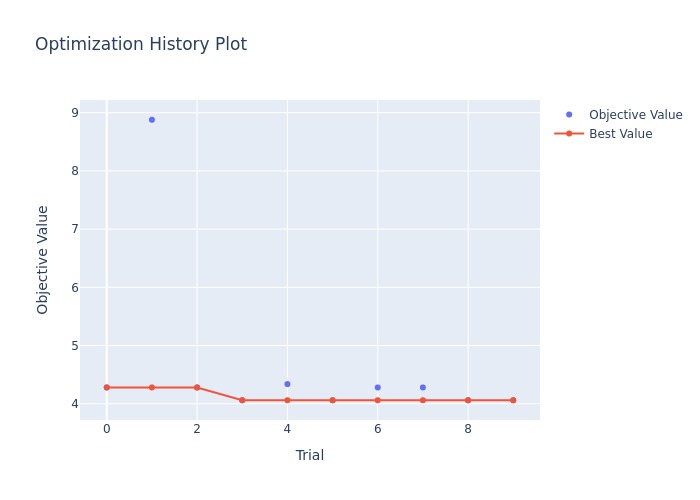 Optimization History Plot
Objective Value
Best Value
9
8
7
6
5
4
Objective Value
0
2
4
6
8
Trial